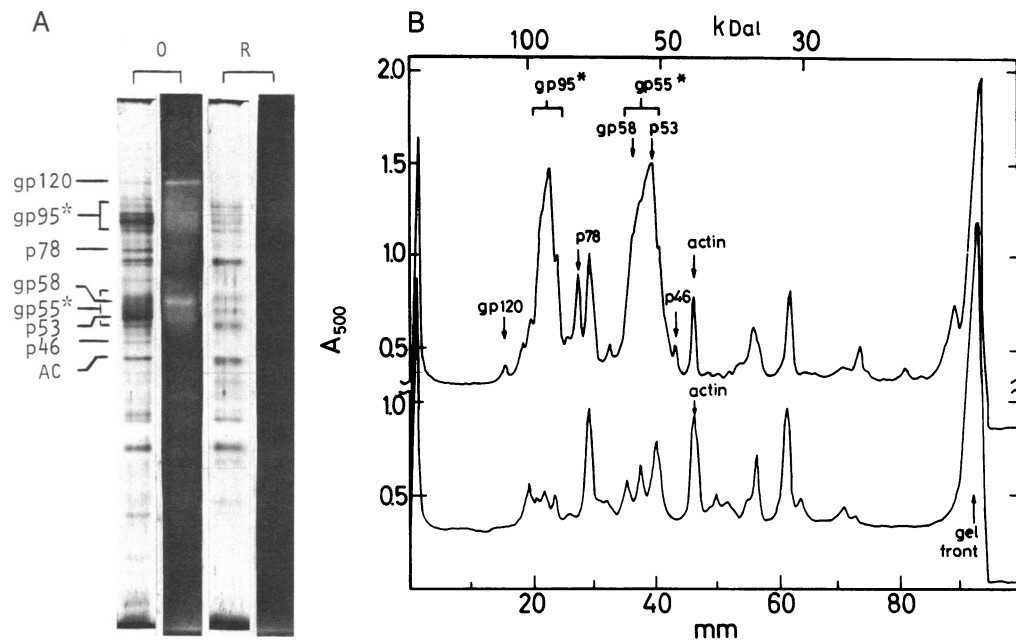 A
O R
gp120
gp95*
p78
gp58
gp55*
p53
p46
AC
B
100 50 30 kDal
2.0
1.5
1.0
0.5
1.0
0.5
A500
gp95*
gp55*
gp58 p53
p78
gp120
p46
actin
actin
gel
front
20 40 60 80
mm